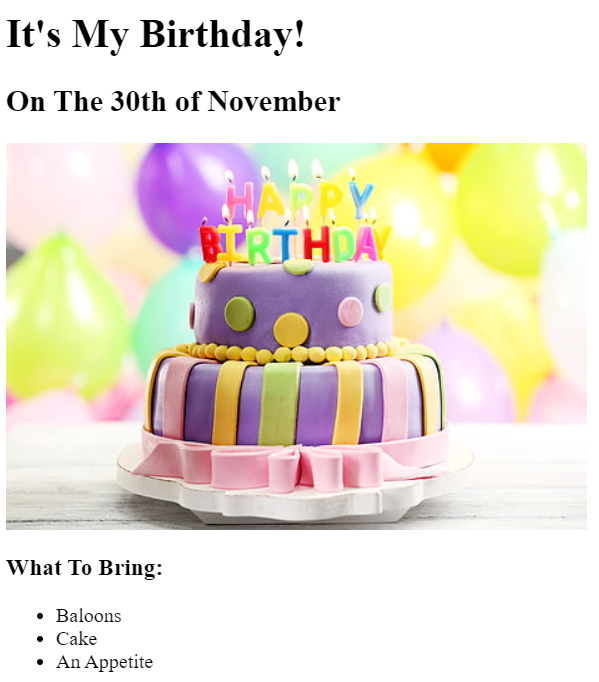 It's My Birthday!
On The 30th of November
HAPPY
BIRTHDAY
What To Bring:
Baloons
Cake
An Appetite